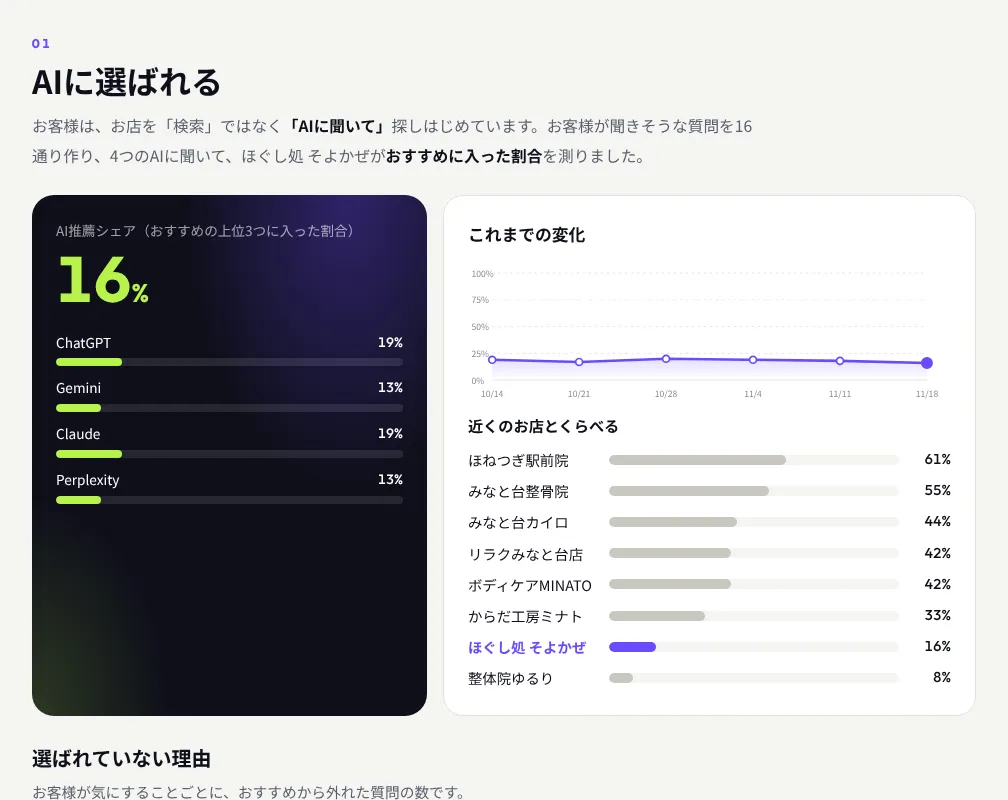 01
AIに選ばれる
お客様は、お店を「検索」ではなく「AIに聞いて」探しはじめています。お客様が聞きそうな質問を16
通り作り、4つのAIに聞いて、ほぐし処 そよかぜがおすすめに入った割合を測りました。
AI推薦シェア（おすすめの上位3つに入った割合）
16%
ChatGPT 19%
Gemini 13%
Claude 19%
Perplexity 13%
これまでの変化
100%
75%
50%
25%
0%
10/14 10/21 10/28 11/4 11/11 11/18
近くのお店とくらべる
ほねつぎ駅前院 61%
みなと台整骨院 55%
みなと台カイロ 44%
リラクみなと台店 42%
ボディケアMINATO 42%
からだ工房ミナト 33%
ほぐし処 そよかぜ 16%
整体院ゆるり 8%
選ばれていない理由
お客様が気にすることごとに、おすすめから外れた質問の数です。